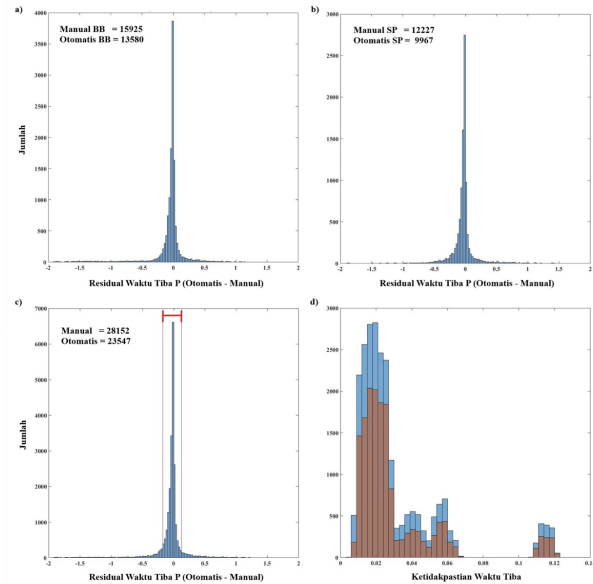 a)
Manual BB = 15925
Otomatis BB = 13580
4000
3500
3000
2500
2000
1500
1000
500
0
Jumlah
-2 -1.5 -1 -0.5 0 0.5 1 1.5 2
Residual Waktu Tiba P (Otomatis - Manual)
b)
Manual SP = 12227
Otomatis SP = 9967
3000
2500
2000
1500
1000
500
0
-2 -1.5 -1 -0.5 0 0.5 1 1.5 2
Residual Waktu Tiba P (Otomatis - Manual)
c)
Manual = 28152
Otomatis = 23547
7000
6000
5000
4000
3000
2000
1000
0
Jumlah
-2 -1.5 -1 -0.5 0 0.5 1 1.5 2
Residual Waktu Tiba P (Otomatis - Manual)
d)
3000
2500
2000
1500
1000
500
0
0 0.02 0.04 0.06 0.08 0.1 0.12 0.1
Ketidakpastian Waktu Tiba